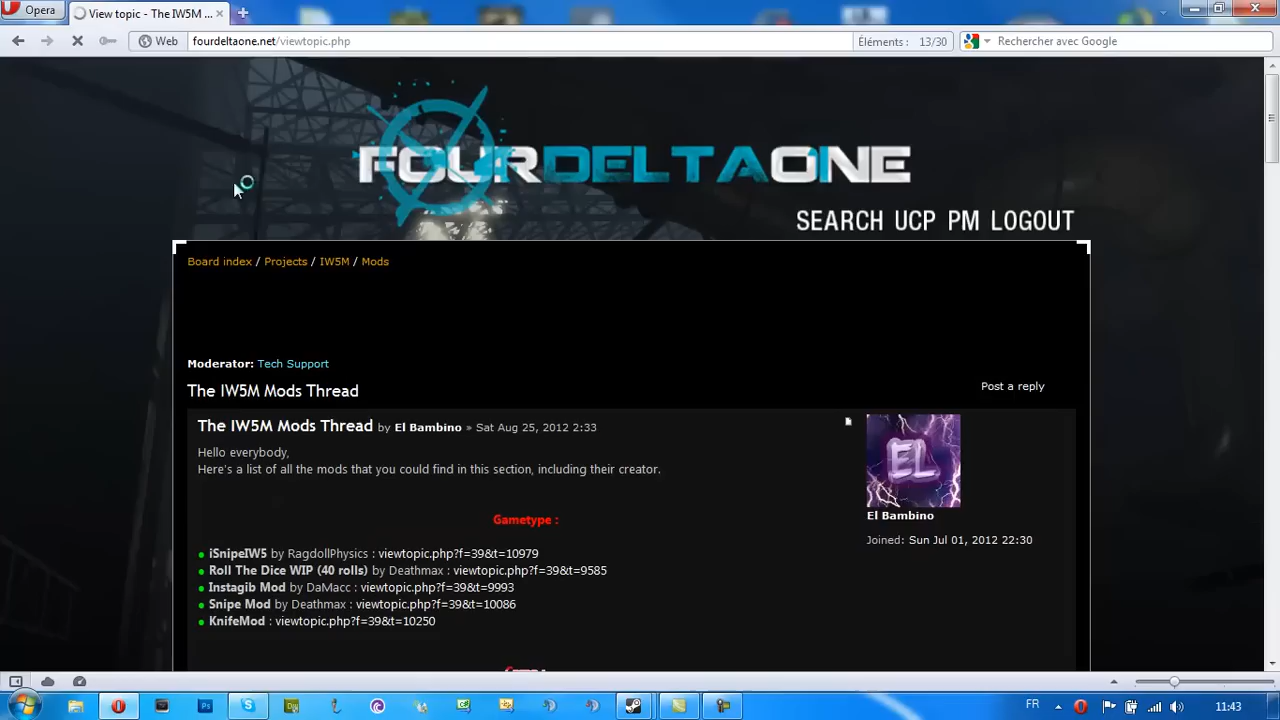 Opera
View topic - The IW5M ...
Web
fourdeltaone.net/viewtopic.php
Éléments : 13/30
Rechercher avec Google
FOURDELTAONE
SEARCH UCP PM LOGOUT
Board index / Projects / IW5M / Mods
Moderator: Tech Support
The IW5M Mods Thread
Post a reply
The IW5M Mods Thread by El Bambino » Sat Aug 25, 2012 2:33
Hello everybody,
Here's a list of all the mods that you could find in this section, including their creator.
EL
El Bambino
Joined: Sun Jul 01, 2012 22:30
Gametype :
iSnipeIW5 by RagdollPhysics : viewtopic.php?f=39&t=10979
Roll The Dice WIP (40 rolls) by Deathmax : viewtopic.php?f=39&t=9585
Instagib Mod by DaMacc : viewtopic.php?f=39&t=9993
Snipe Mod by Deathmax : viewtopic.php?f=39&t=10086
KnifeMod : viewtopic.php?f=39&t=10250
FR
11:43